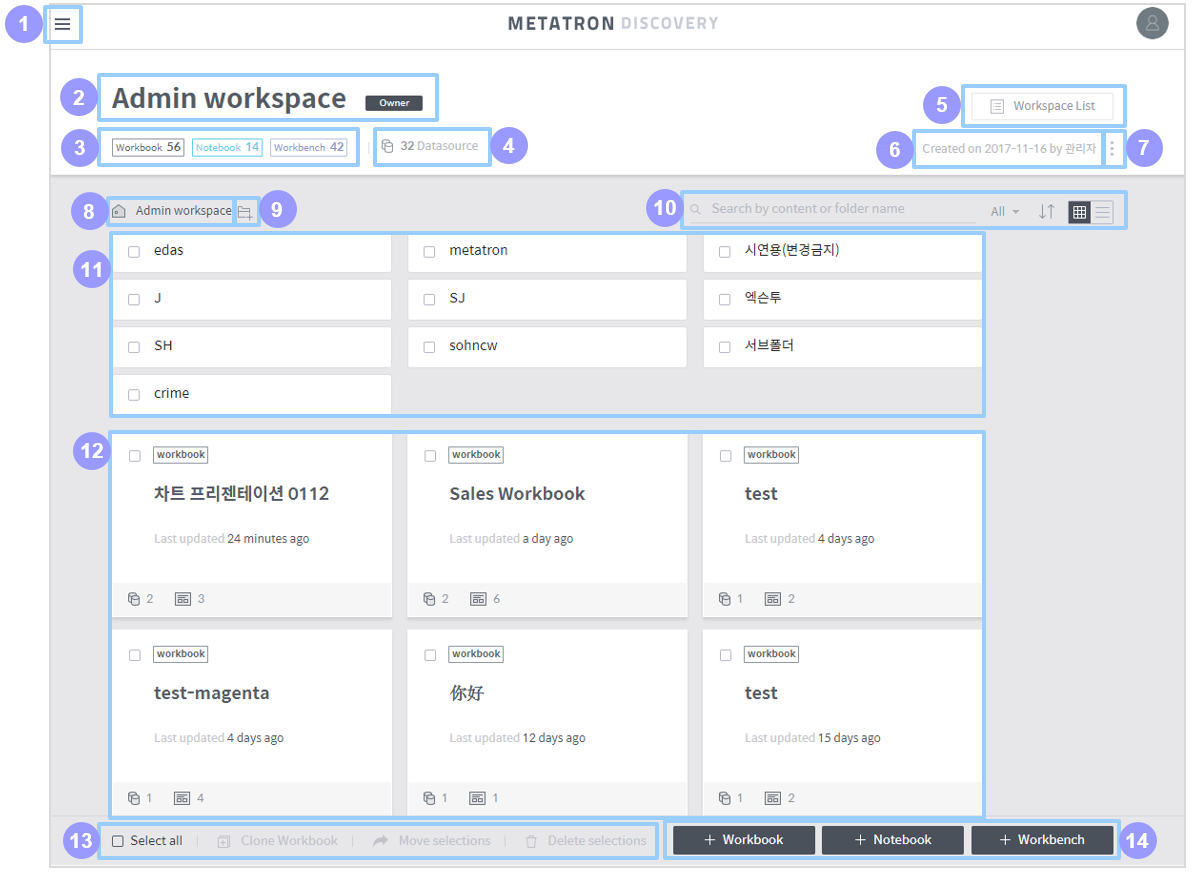 1
METATRON DISCOVERY
2 Admin workspace Owner
5 Workspace List
3 Workbook 56 Notebook 14 Workbench 42 32 Datasource 4
6 Created on 2017-11-16 by 관리자 7
8 Admin workspace 9
10 Search by content or folder name All
11
edas metatron 시연용(변경금지)
J SJ 엑슨투
SH sohncw 서브폴더
crime
12
workbook workbook workbook
차트 프리젠테이션 0112 Sales Workbook test
Last updated 24 minutes ago Last updated a day ago Last updated 4 days ago
2 3 2 6 1 2
workbook workbook workbook
test-magenta 你好 test
Last updated 4 days ago Last updated 12 days ago Last updated 15 days ago
1 4 1 1 1 2
13 Select all Clone Workbook Move selections Delete selections + Workbook + Notebook + Workbench 14